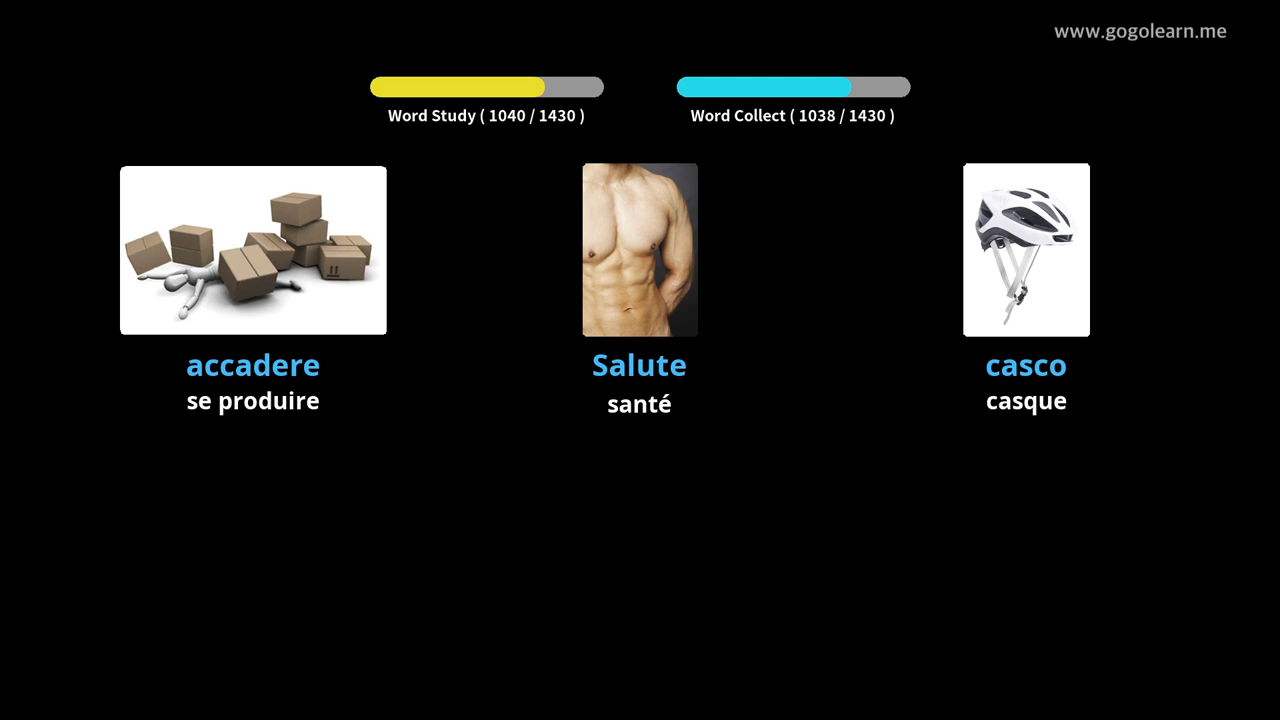 www.gogolearn.me
Word Study ( 1040 / 1430 )
Word Collect ( 1038 / 1430 )
accadere
se produire
Salute
santé
casco
casque